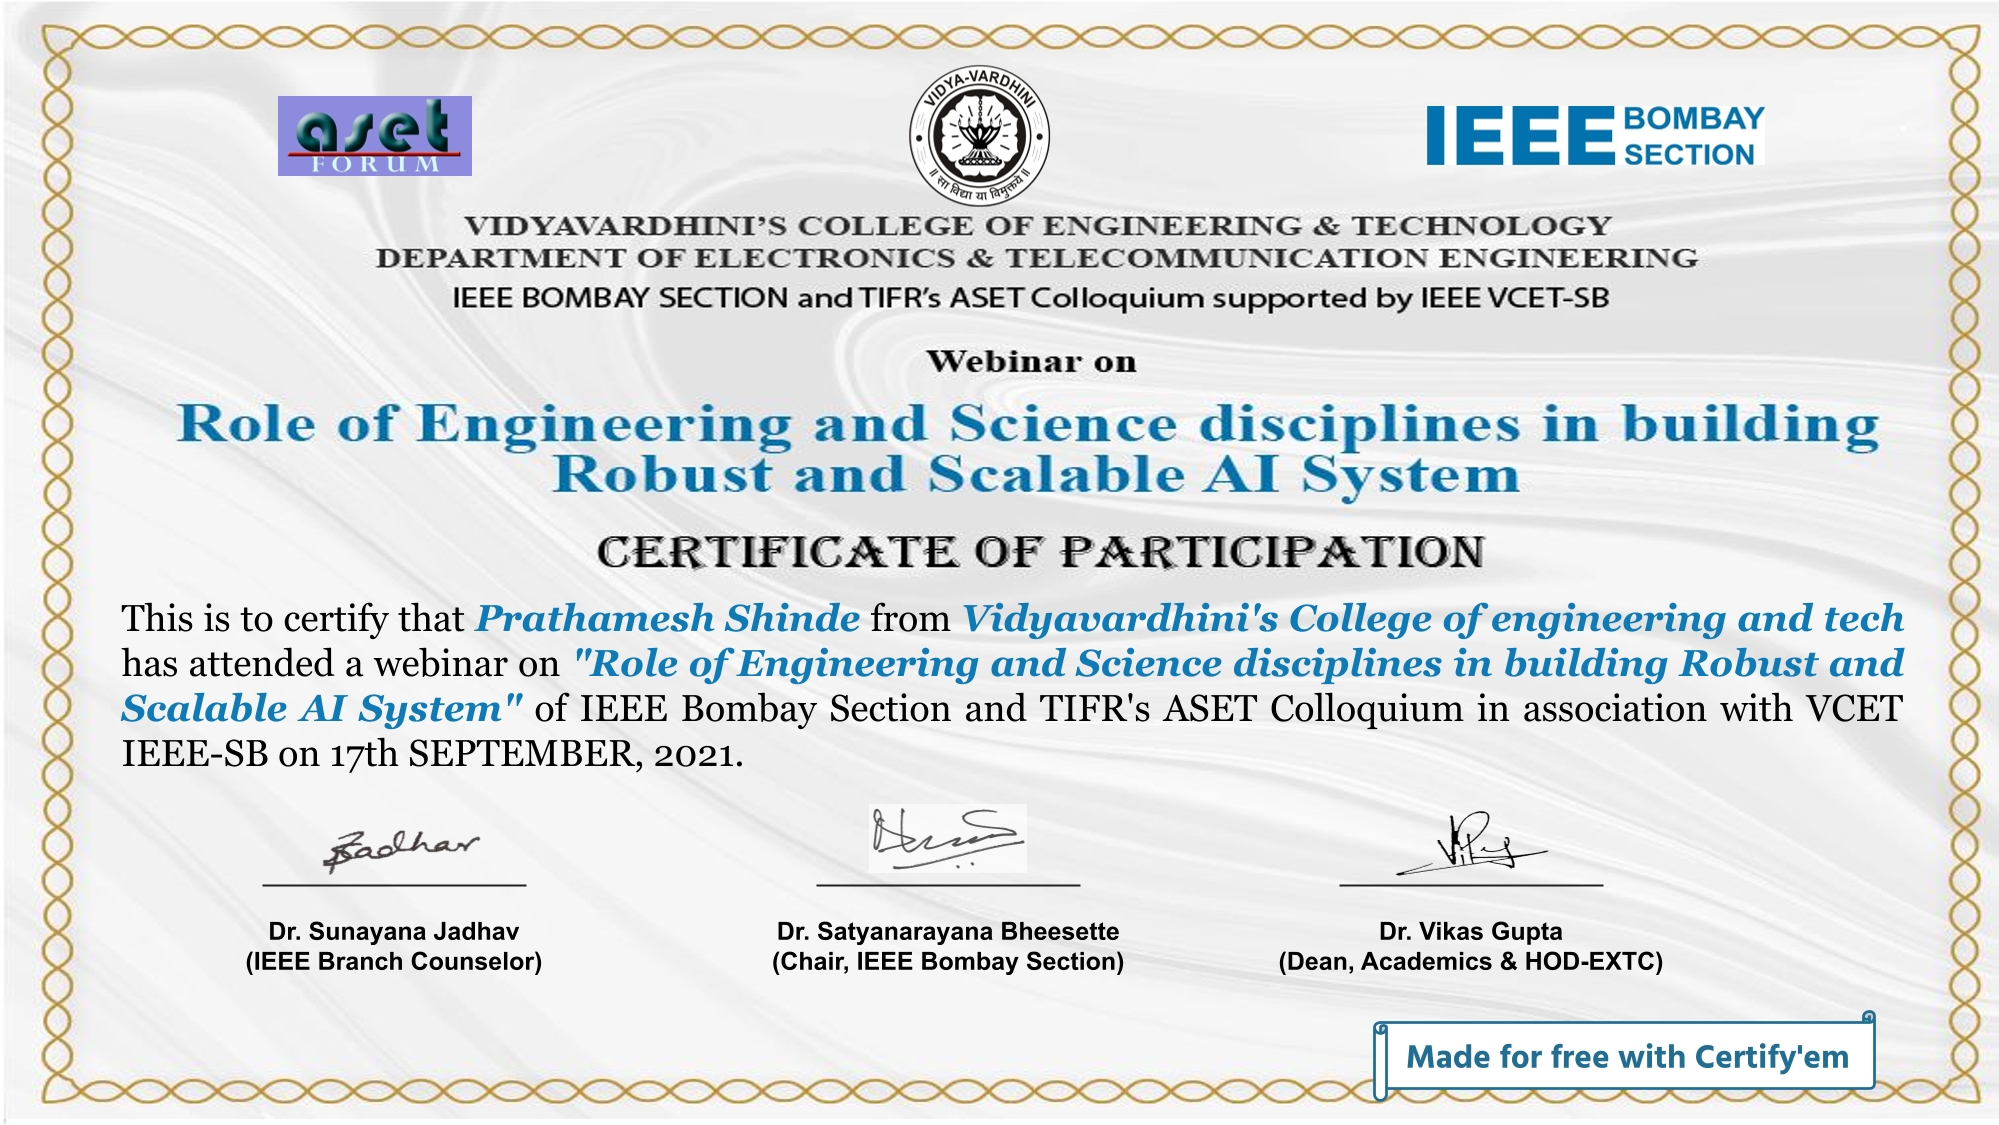 aset
FORUM
VIDYA-VARDHINI
॥ सा विद्या या विमुक्तये ॥
IEEE BOMBAY
SECTION
VIDYAVARDHINI’S COLLEGE OF ENGINEERING & TECHNOLOGY
DEPARTMENT OF ELECTRONICS & TELECOMMUNICATION ENGINEERING
IEEE BOMBAY SECTION and TIFR’s ASET Colloquium supported by IEEE VCET-SB
Webinar on
Role of Engineering and Science disciplines in building
Robust and Scalable AI System
CERTIFICATE OF PARTICIPATION
This is to certify that Prathamesh Shinde from Vidyavardhini's College of engineering and tech
has attended a webinar on "Role of Engineering and Science disciplines in building Robust and
Scalable AI System" of IEEE Bombay Section and TIFR's ASET Colloquium in association with VCET
IEEE-SB on 17th SEPTEMBER, 2021.
Dr. Sunayana Jadhav
(IEEE Branch Counselor)
Dr. Satyanarayana Bheesette
(Chair, IEEE Bombay Section)
Dr. Vikas Gupta
(Dean, Academics & HOD-EXTC)
Made for free with Certify'em